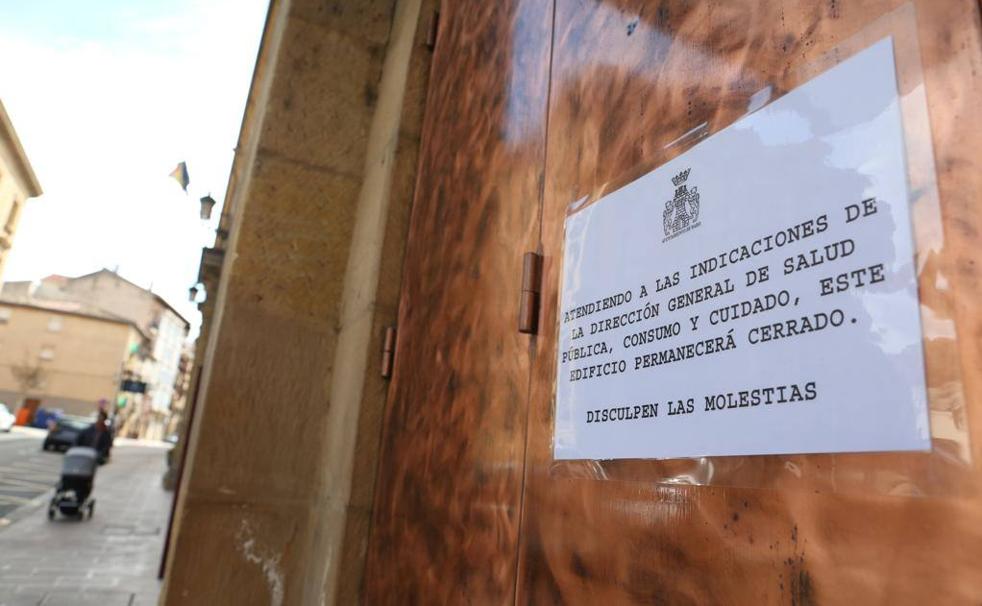 ATENDIENDO A LAS INDICACIONES DE
LA DIRECCIÓN GENERAL DE SALUD
PÚBLICA, CONSUMO Y CUIDADO, ESTE
EDIFICIO PERMANECERÁ CERRADO.
DISCULPEN LAS MOLESTIAS